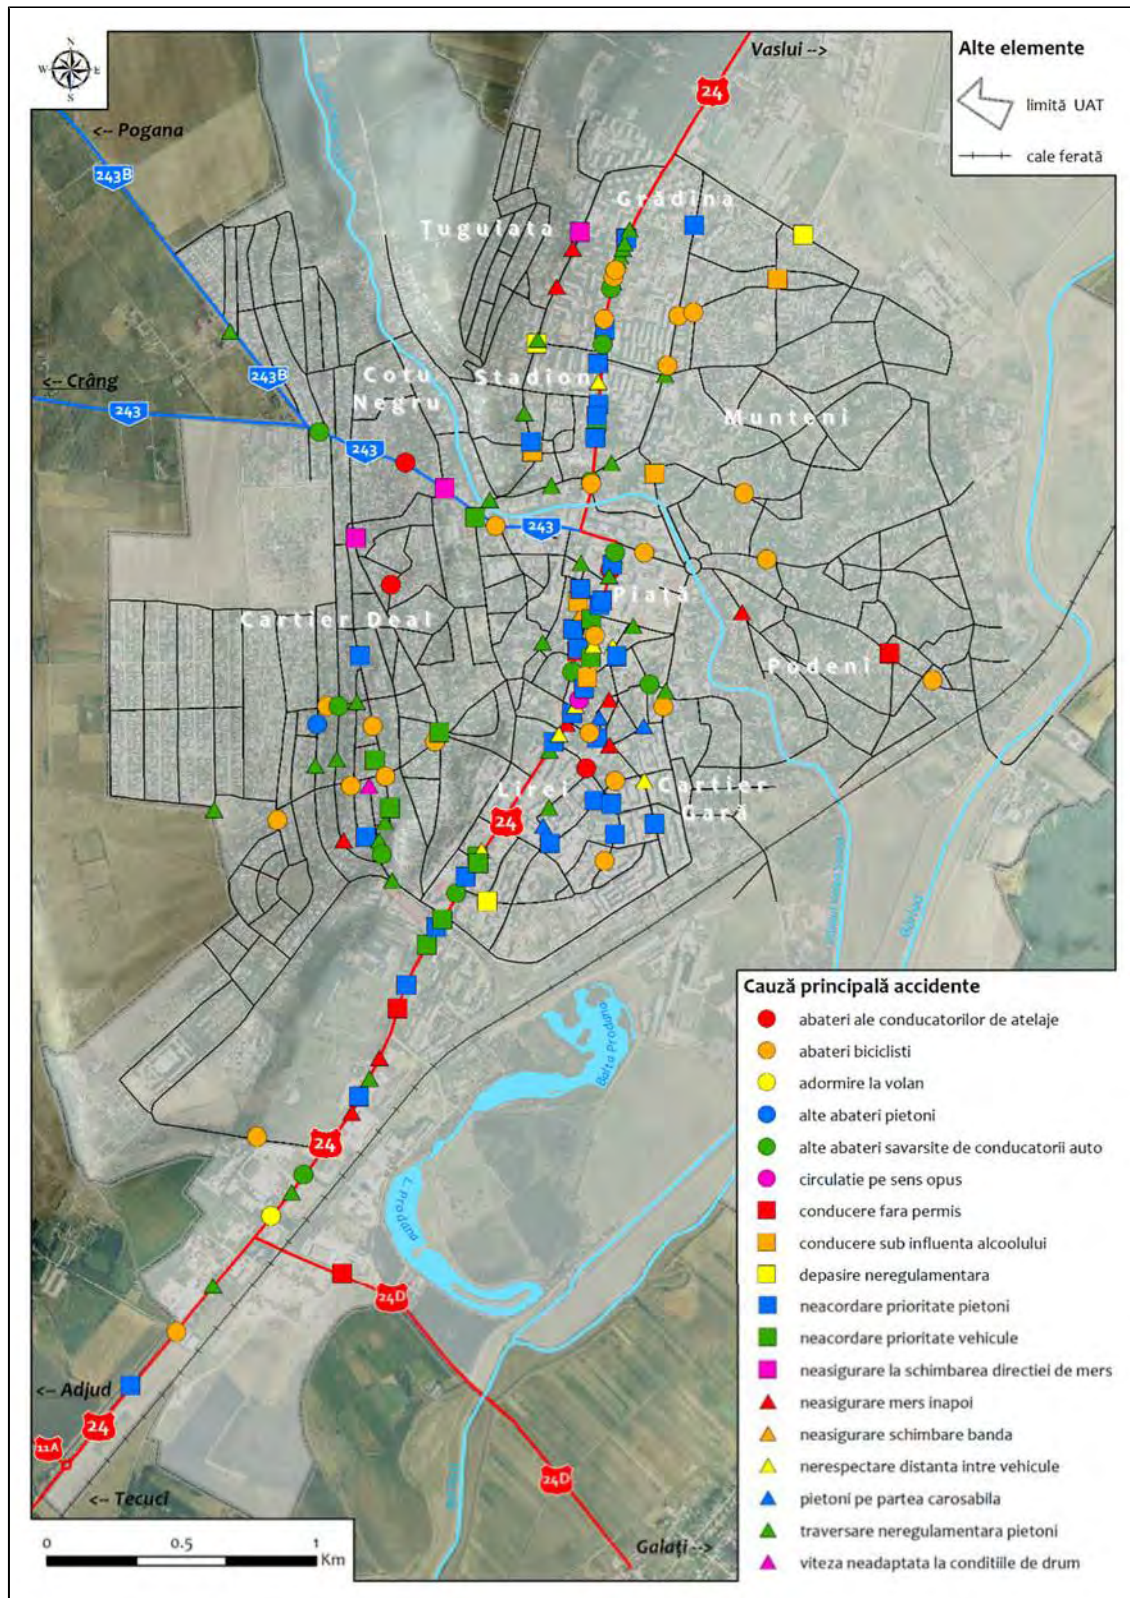 N
W E
S
Vaslui -->
24
Alte elemente
limită UAT
cale ferată
<-- Pogana
243B
Grădina
Țuguiata
243B
<-- Crâng
243
Cotu
Negru
Stadion
Munteni
243
243
Piață
Cartier Deal
Podeni
Lirei
Cartier
Gară
24
Bârlad
Balta Prodana
L. Prodana
24
24D
<-- Adjud
24
11A
<-- Tecuci
24D
Galați -->
0 0.5 1
Km
Cauză principală accidente
abateri ale conducatorilor de atelaje
abateri biciclisti
adormire la volan
alte abateri pietoni
alte abateri savarsite de conducatorii auto
circulatie pe sens opus
conducere fara permis
conducere sub influenta alcoolului
depasire neregulamentara
neacordare prioritate pietoni
neacordare prioritate vehicule
neasigurare la schimbarea directiei de mers
neasigurare mers inapoi
neasigurare schimbare banda
nerespectare distanta intre vehicule
pietoni pe partea carosabila
traversare neregulamentara pietoni
viteza neadaptata la conditiile de drum